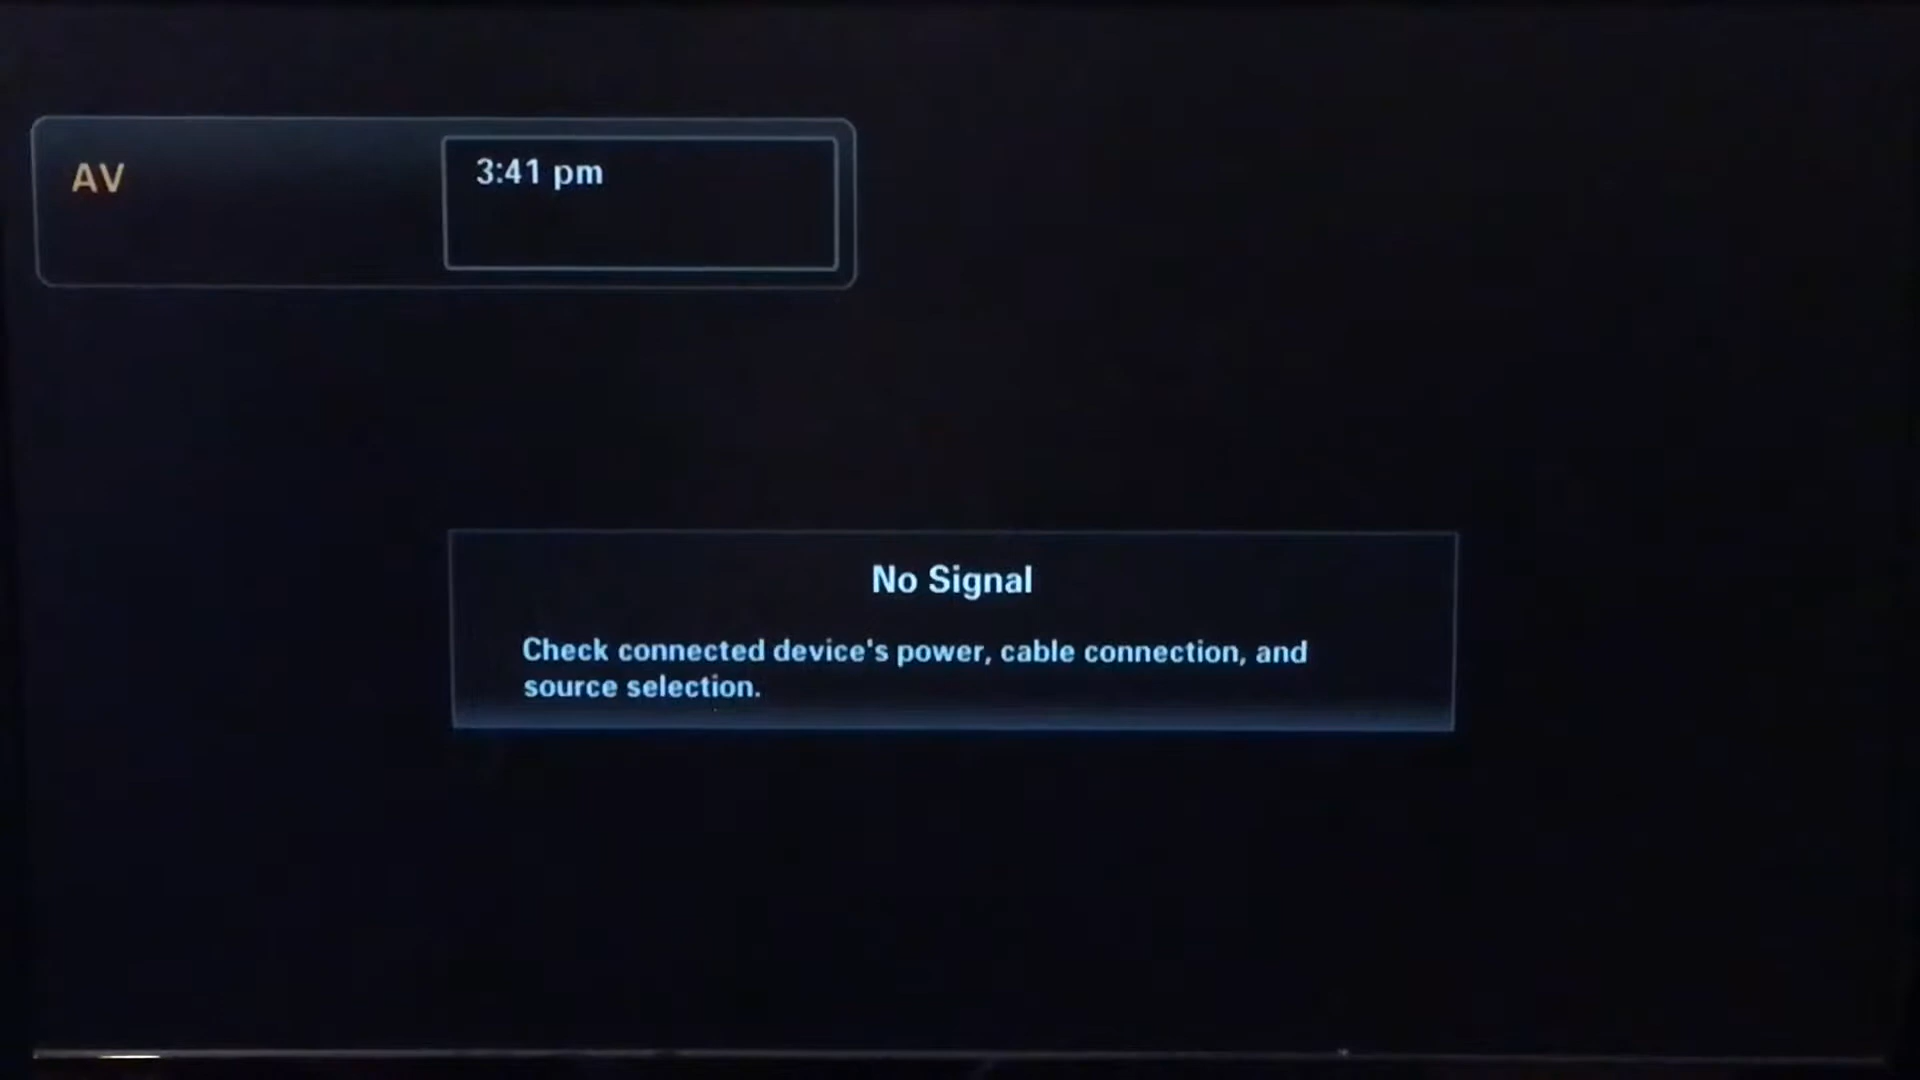 AV
3:41 pm
No Signal
Check connected device's power, cable connection, and
source selection.